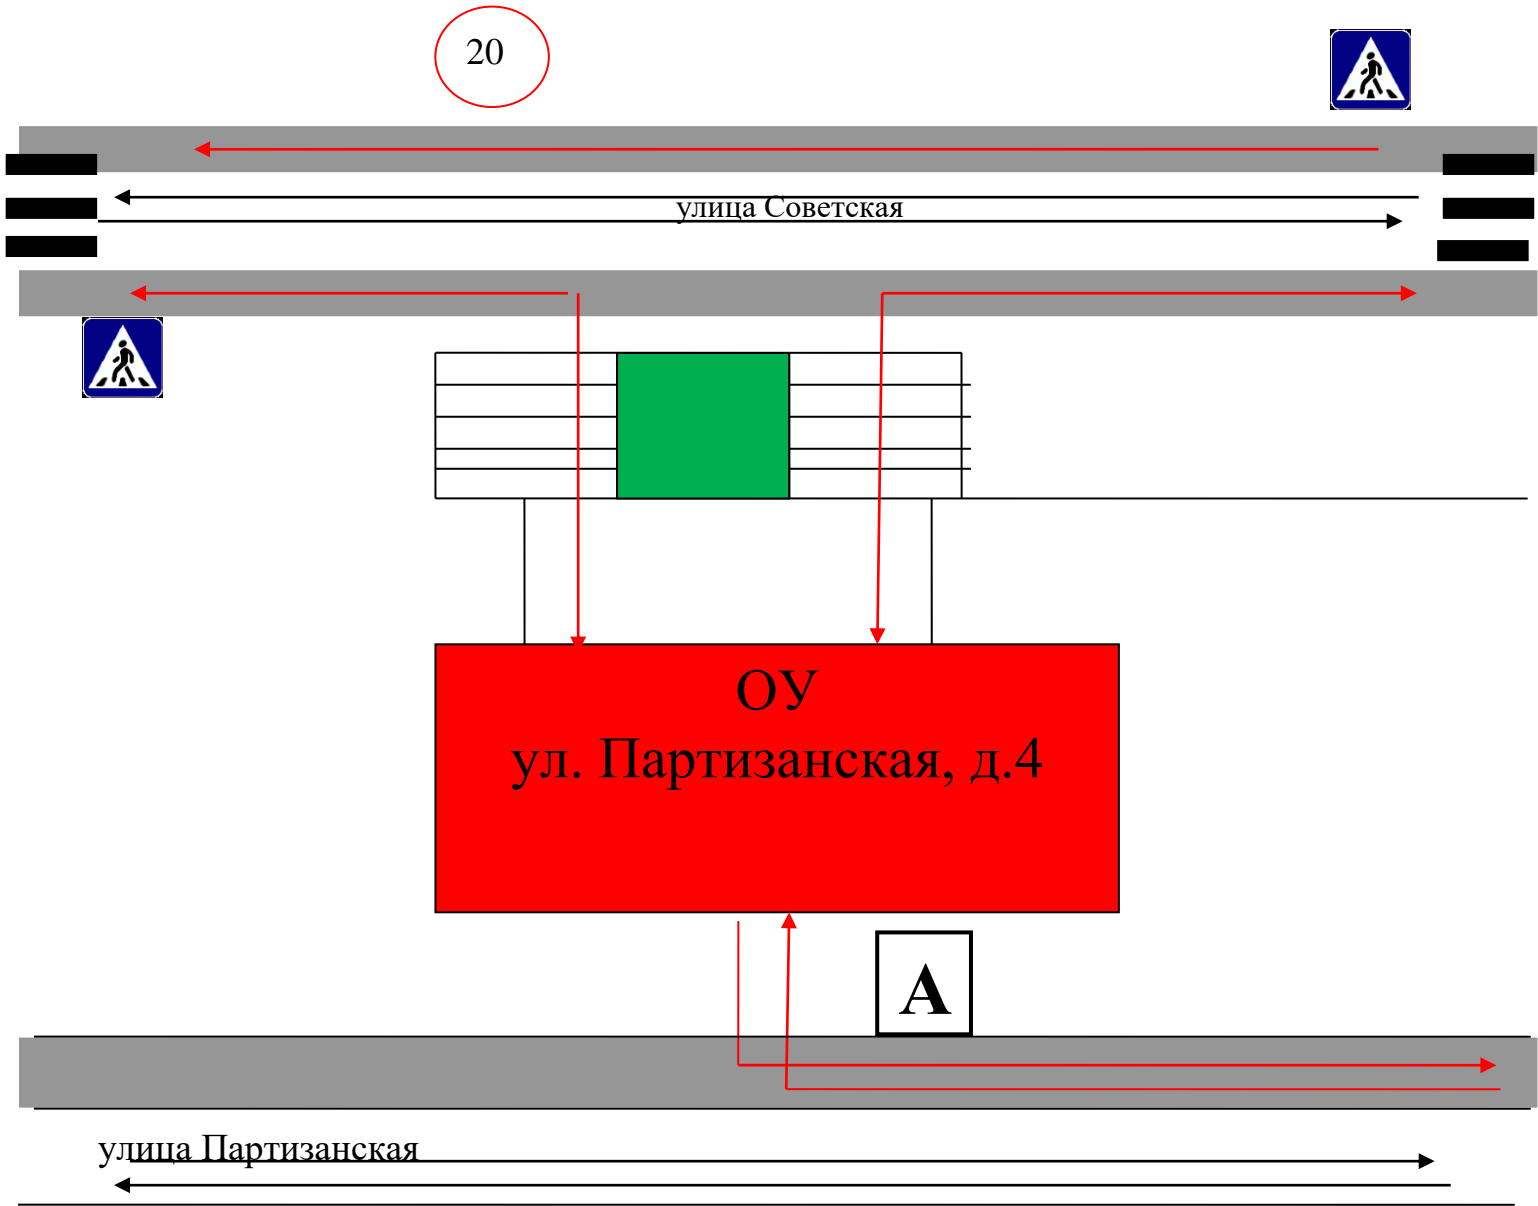 20
улица Советская
ОУ
ул. Партизанская, д.4
А
улица Партизанская